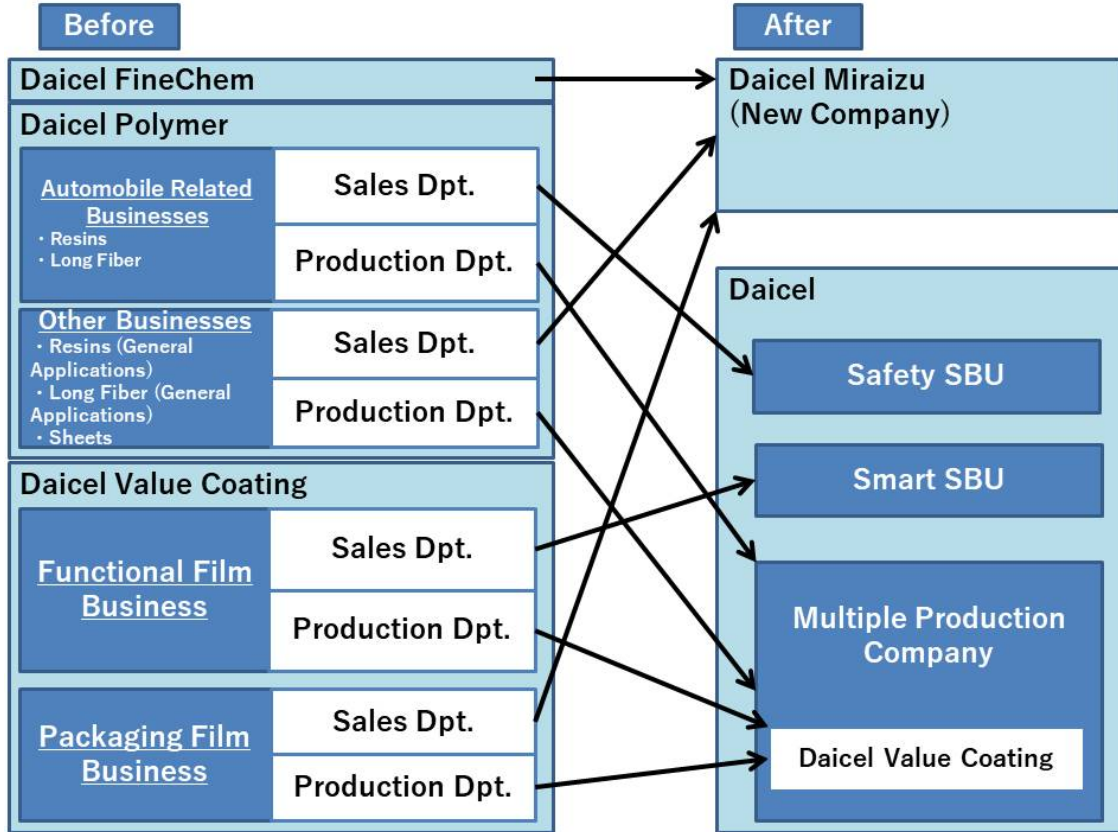 Before
After
Daicel FineChem
Daicel Polymer
Automobile Related
Businesses
・Resins
・Long Fiber
Sales Dpt.
Production Dpt.
Other Businesses
・Resins (General
Applications)
・Long Fiber (General
Applications)
・Sheets
Sales Dpt.
Production Dpt.
Daicel Value Coating
Functional Film
Business
Sales Dpt.
Production Dpt.
Packaging Film
Business
Sales Dpt.
Production Dpt.
Daicel Miraizu
(New Company)
Daicel
Safety SBU
Smart SBU
Multiple Production
Company
Daicel Value Coating